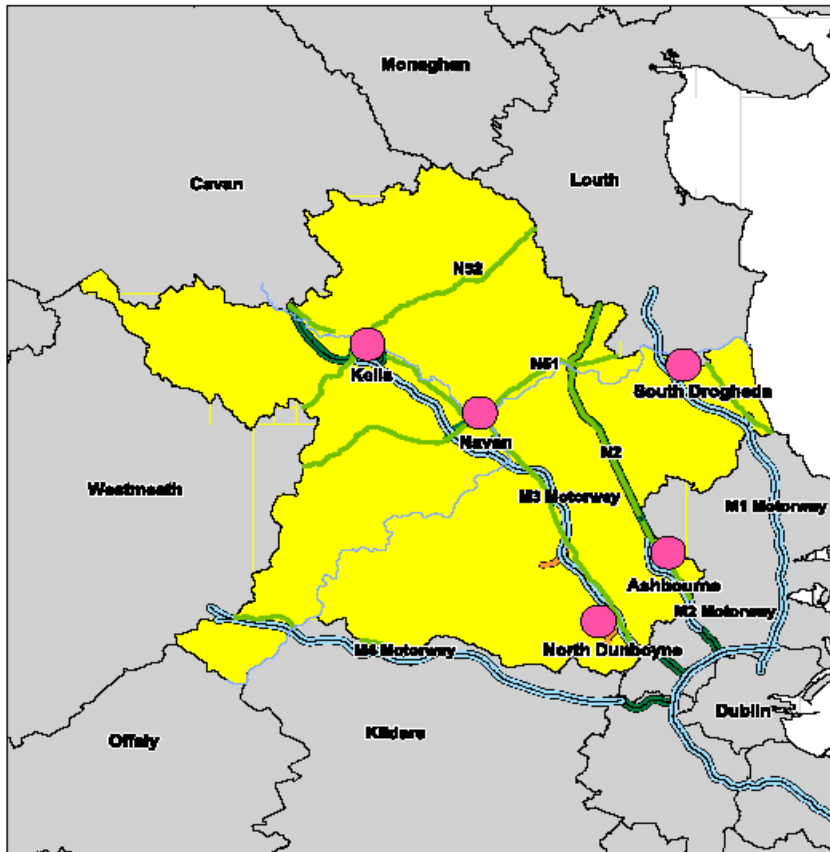 Monaghan
Cavan
Louth
N52
Kells
N51
South Drogheda
Navan
N2
Westmeath
M3 Motorway
M1 Motorway
Ashbourne
M2 Motorway
M4 Motorway
North Dunboyne
Dublin
Offaly
Kildare